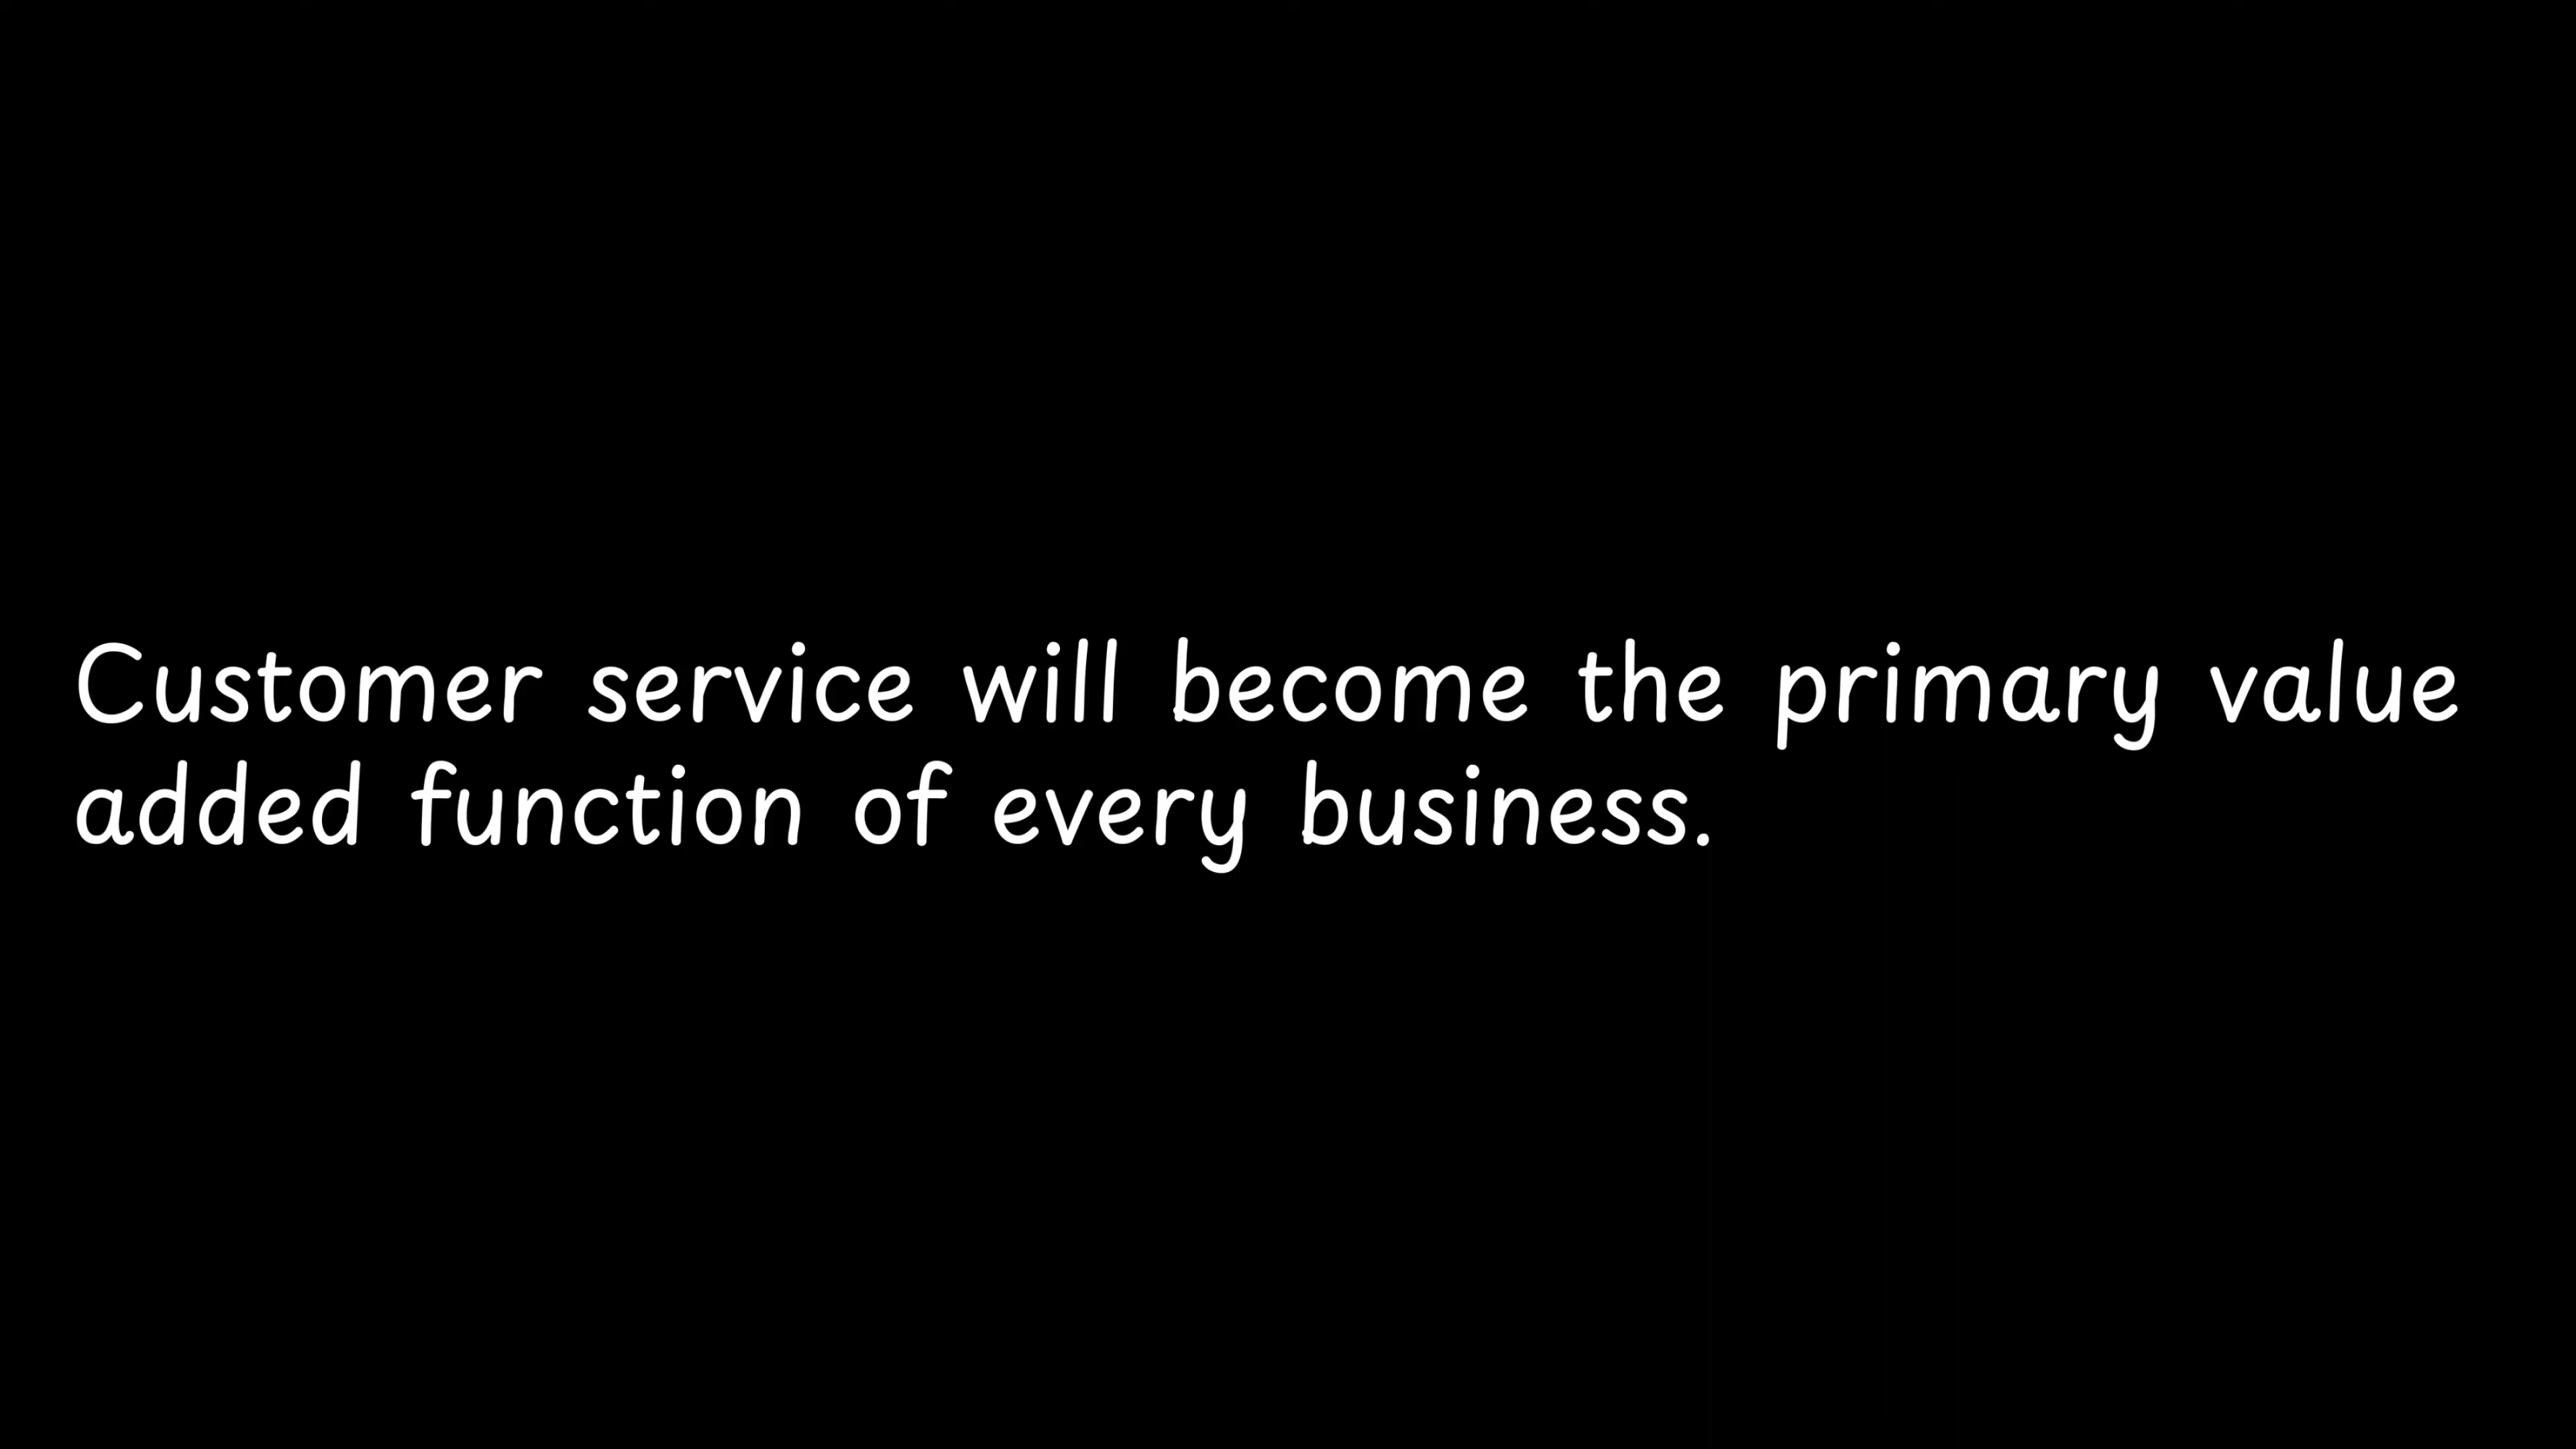 Customer service will become the primary value
added function of every business.